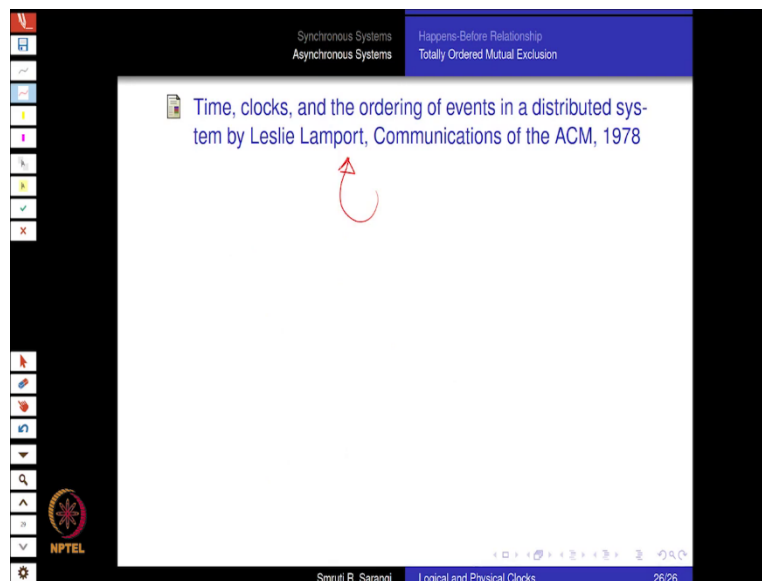 Synchronous Systems
Asynchronous Systems
Happens-Before Relationship
Totally Ordered Mutual Exclusion
Time, clocks, and the ordering of events in a distributed sys-
tem by Leslie Lamport, Communications of the ACM, 1978
29
NPTEL
Smruti R. Sarangi
Logical and Physical Clocks
26/26